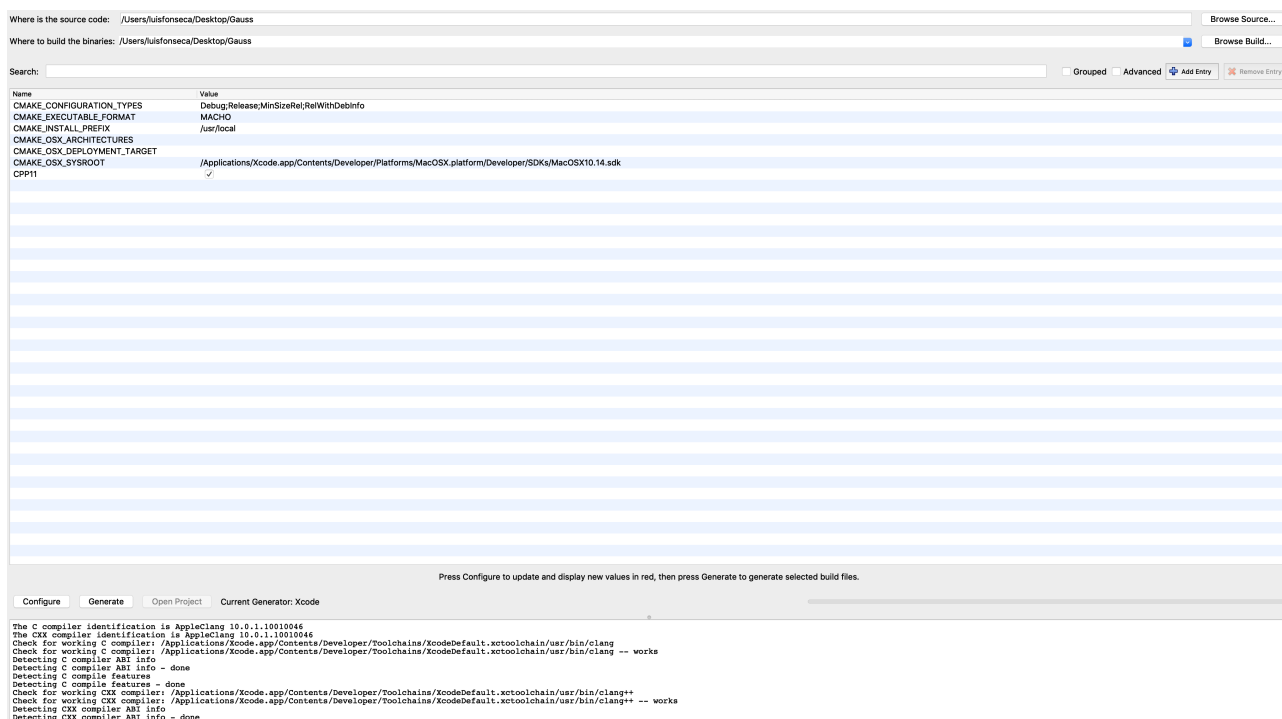 Where is the source code: /Users/luisfonseca/Desktop/Gauss Browse Source...
Where to build the binaries: /Users/luisfonseca/Desktop/Gauss Browse Build...
Search: Grouped Advanced Add Entry Remove Entry
Name Value
CMAKE_CONFIGURATION_TYPES Debug;Release;MinSizeRel;RelWithDebInfo
CMAKE_EXECUTABLE_FORMAT MACHO
CMAKE_INSTALL_PREFIX /usr/local
CMAKE_OSX_ARCHITECTURES
CMAKE_OSX_DEPLOYMENT_TARGET
CMAKE_OSX_SYSROOT /Applications/Xcode.app/Contents/Developer/Platforms/MacOSX.platform/Developer/SDKs/MacOSX10.14.sdk
CPP11
Press Configure to update and display new values in red, then press Generate to generate selected build files.
Configure Generate Open Project Current Generator: Xcode
The C compiler identification is AppleClang 10.0.1.10010046
The CXX compiler identification is AppleClang 10.0.1.10010046
Check for working C compiler: /Applications/Xcode.app/Contents/Developer/Toolchains/XcodeDefault.xctoolchain/usr/bin/clang
Check for working C compiler: /Applications/Xcode.app/Contents/Developer/Toolchains/XcodeDefault.xctoolchain/usr/bin/clang -- works
Detecting C compiler ABI info
Detecting C compiler ABI info - done
Detecting C compile features
Detecting C compile features - done
Check for working CXX compiler: /Applications/Xcode.app/Contents/Developer/Toolchains/XcodeDefault.xctoolchain/usr/bin/clang++
Check for working CXX compiler: /Applications/Xcode.app/Contents/Developer/Toolchains/XcodeDefault.xctoolchain/usr/bin/clang++ -- works
Detecting CXX compiler ABI info
Detecting CXX compiler ABI info - done